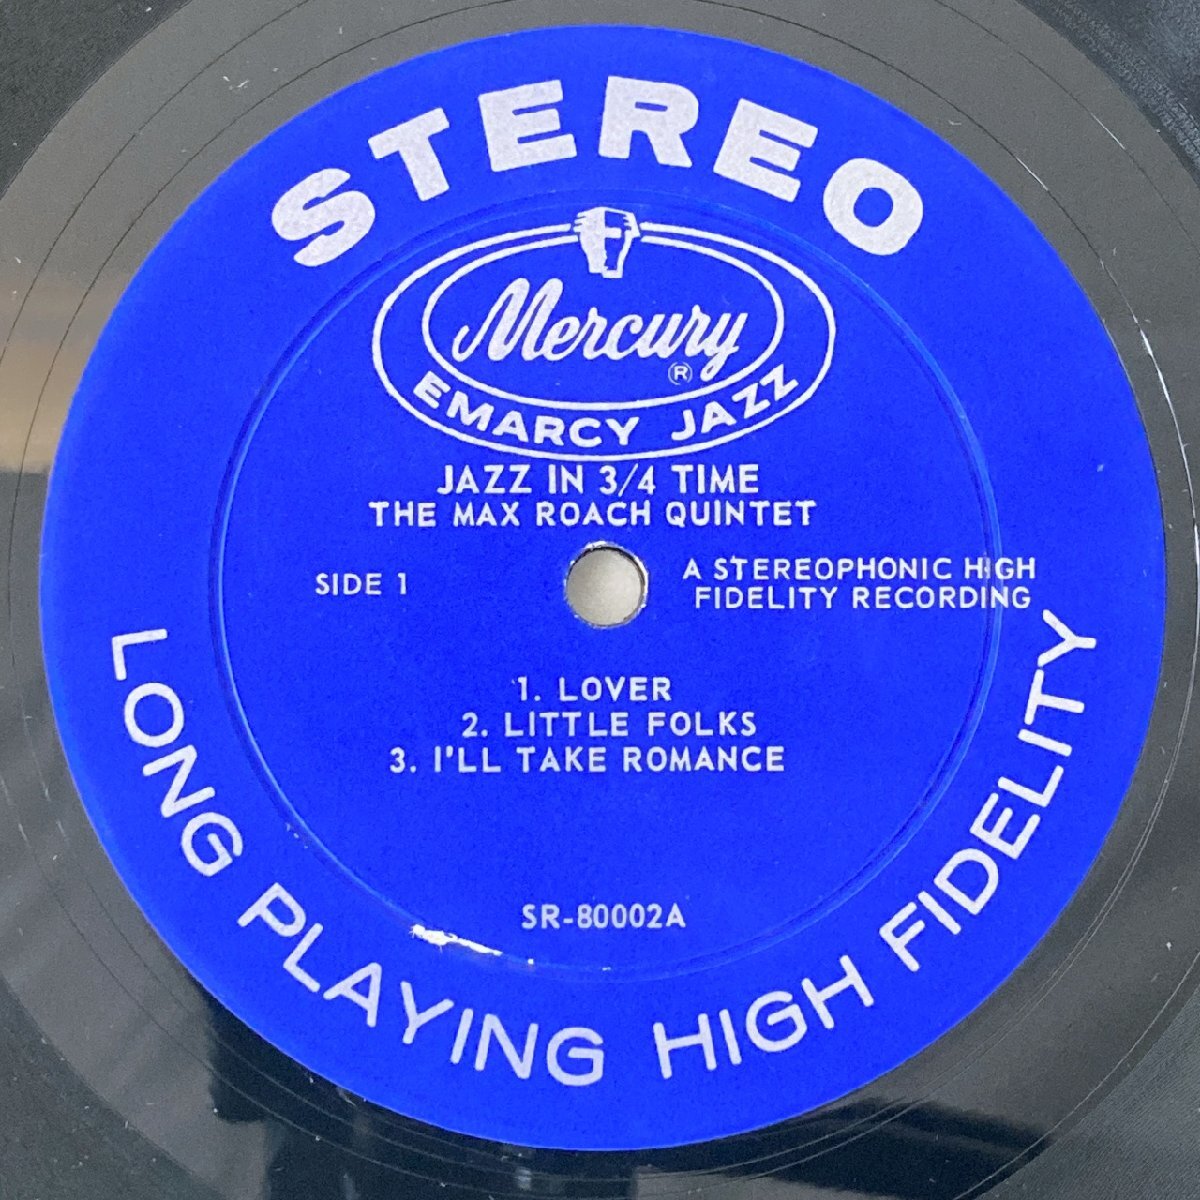 STEREO
Mercury
®
EMARCY JAZZ
JAZZ IN 3/4 TIME
THE MAX ROACH QUINTET
SIDE 1
A STEREOPHONIC HIGH
FIDELITY RECORDING
1. LOVER
2. LITTLE FOLKS
3. I'LL TAKE ROMANCE
SR-80002A
LONG PLAYING HIGH FIDELITY